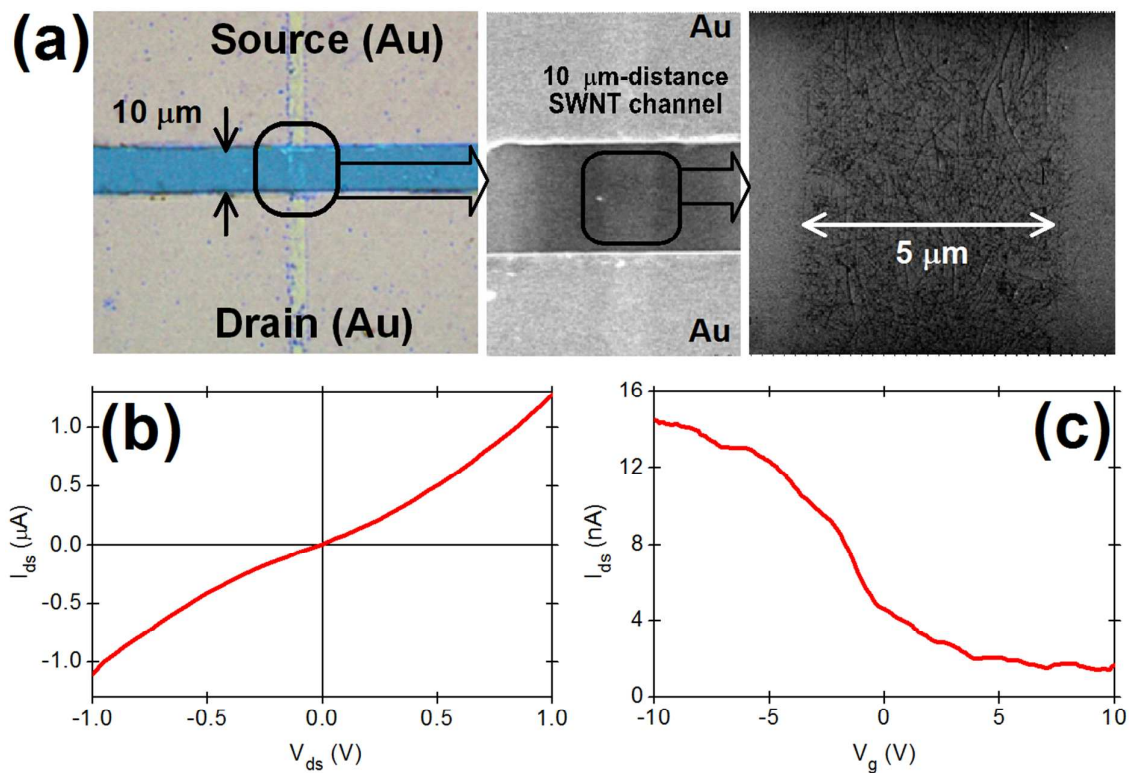 (a)
Source (Au)
10 μm
Drain (Au)
Au
10 μm-distance
SWNT channel
Au
5 μm
(b)
1.0
0.5
0.0
-0.5
-1.0
I_ds (μA)
-1.0 -0.5 0.0 0.5 1.0
V_ds (V)
(c)
16
12
8
4
0
I_ds (nA)
-10 -5 0 5 10
V_g (V)